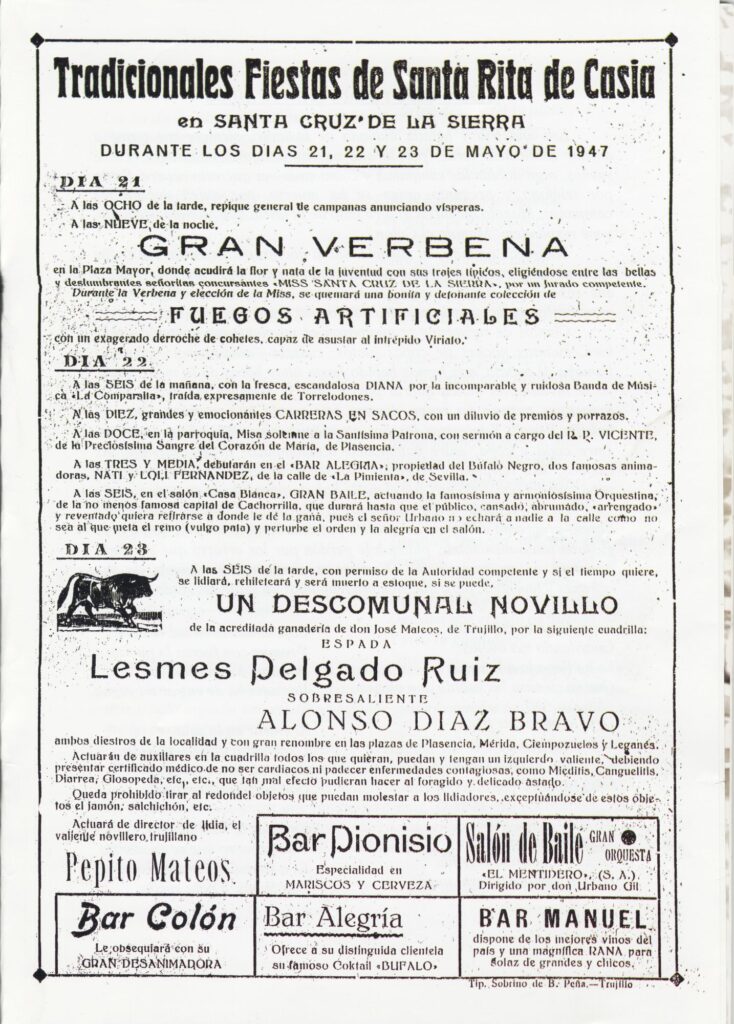 Tradicionales Fiestas de Santa Rita de Casia
en SANTA CRUZ DE LA SIERRA
DURANTE LOS DIAS 21, 22 Y 23 DE MAYO DE 1947
DIA 21
A las OCHO de la tarde, repique general de campanas anunciando vísperas.
A las NUEVE, de la noche,
GRAN VERBENA
en la Plaza Mayor, donde acudirá la flor y nata de la juventud con sus trajes típicos, eligiéndose entre las bellas
y deslumbrantes señoritas concursantes «MISS SANTA CRUZ DE LA SIERRA», por un jurado competente.
Durante la Verbena y elección de la Miss, se quemará una bonita y detonante colección de
FUEGOS ARTIFICIALES
con un exagerado derroche de cohetes, capaz de asustar al intrépido Viriato.
DIA 22
A las SEIS de la mañana, con la fresca, escandalosa DIANA por la incomparable y ruidosa Banda de Músi-
ca «La Comparsita», traída expresamente de Torrelodones.
A las DIEZ, grandes y emocionantes CARRERAS EN SACOS, con un diluvio de premios y porrazos.
A las DOCE, en la parroquia, Misa solemne a la Santísima Patrona, con sermón a cargo del R. P. VICENTE,
de la Preciosísima Sangre del Corazón de María, de Plasencia.
A las TRES Y MEDIA, debutarán en el «BAR ALEGRIA», propiedad del Búfalo Negro, dos famosas anima-
doras, NATI y LOLI FERNANDEZ, de la calle de «La Pimienta», de Sevilla.
A las SEIS, en el salón «Casa Blanca», GRAN BAILE, actuando la famosísima y armoniosísima Orquestina,
de la no menos famosa capital de Cachorrilla, que durará hasta que el público, cansado, abrumado, «arrengado»
y reventado quiera retirarse a donde le dé la gana, pues el señor Urbano no echará a nadie a la calle como no
sea al que meta el remo (vulgo pata) y perturbe el orden y la alegría en el salón.
DIA 23
A las SEIS de la tarde, con permiso de la Autoridad competente y si el tiempo quiere,
se lidiará, rehileteará y será muerto a estoque, si se puede,
UN DESCOMUNAL NOVILLO
de la acreditada ganadería de don José Mateos, de Trujillo, por la siguiente cuadrilla:
ESPADA
Lesmes Delgado Ruiz
SOBRESALIENTE
ALONSO DIAZ BRAVO
ambos diestros de la localidad y con gran renombre en las plazas de Plasencia, Mérida, Ciempozuelos y Leganés.
Actuarán de auxiliares en la cuadrilla todos los que quieran, puedan y tengan un izquierdo valiente, debiendo
presentar certificado médico de no ser cardíacos ni padecer enfermedades contagiosas, como Mieditis, Canguelitis,
Diarrea, Glosopeda, etc., etc., que tan mal efecto pudieran hacer al foragido y delicado astado.
Queda prohibido tirar al redondel objetos que puedan molestar a los lidiadores, exceptuándose de estos obje-
tos el jamón, salchichón, etc.
Actuará de director de lidia, el
valiente novillero trujillano
Pepito Mateos
Bar Dionisio
Especialidad en
MARISCOS Y CERVEZA
Salón de Baile GRAN ORQUESTA
«EL MENTIDERO», (S. A.)
Dirigido por don Urbano Gil
Bar Colón
Le obsequiará con su
GRAN DESANIMADORA
Bar Alegría
Ofrece a su distinguida clientela
su famoso Coktail «BUFALO»
BAR MANUEL
dispone de los mejores vinos del
país y una magnífica RANA para
solaz de grandes y chicos.
Tip. Sobrino de B. Peña.—Trujillo